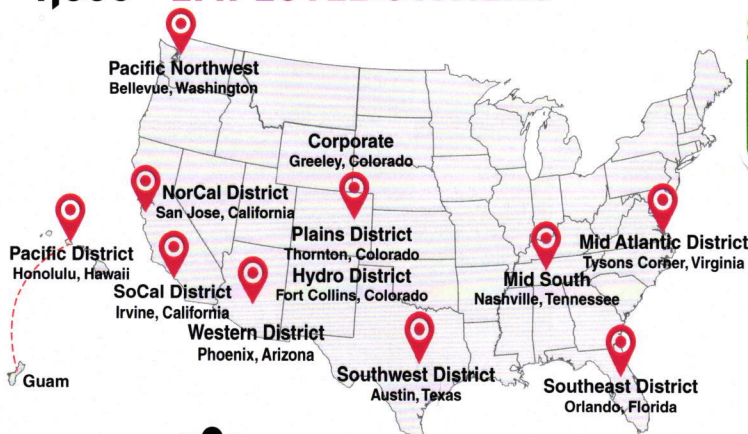 Pacific Northwest
Bellevue, Washington
Corporate
Greeley, Colorado
NorCal District
San Jose, California
Plains District
Thornton, Colorado
Hydro District
Fort Collins, Colorado
Pacific District
Honolulu, Hawaii
SoCal District
Irvine, California
Western District
Phoenix, Arizona
Mid Atlantic District
Tysons Corner, Virginia
Mid South
Nashville, Tennessee
Southwest District
Austin, Texas
Southeast District
Orlando, Florida
Guam